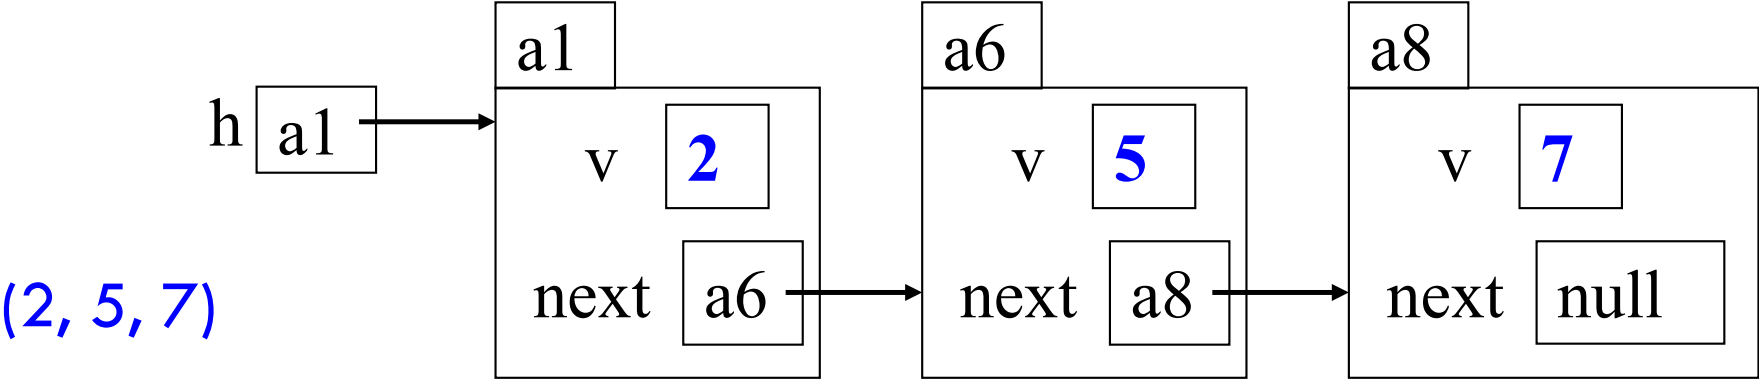 a1 a6 a8
h a1
v 2 v 5 v 7
(2, 5, 7) next a6 next a8 next null